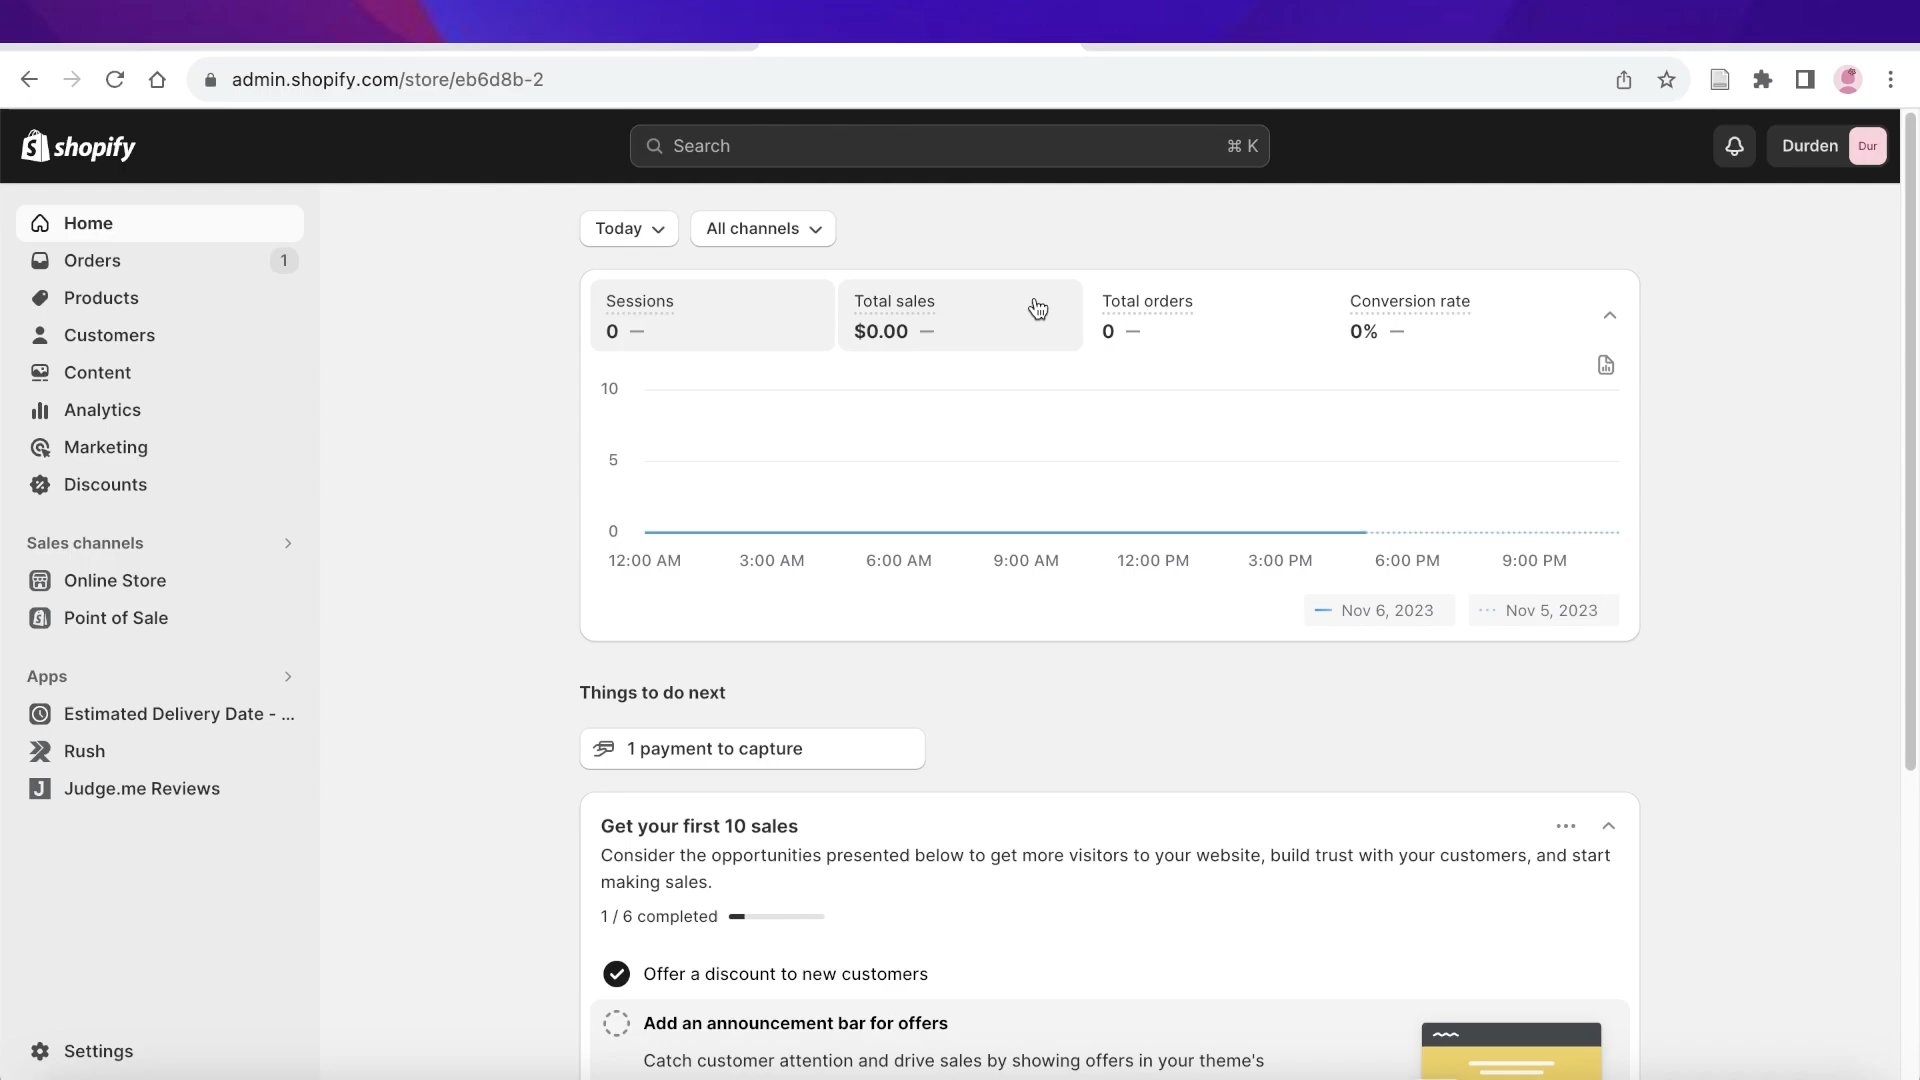 admin.shopify.com/store/eb6d8b-2
shopify
Search
⌘ K
Durden
Dur
Home
Orders
1
Products
Customers
Content
Analytics
Marketing
Discounts
Sales channels
Online Store
Point of Sale
Apps
Estimated Delivery Date - ...
Rush
Judge.me Reviews
Settings
Today
All channels
Sessions
0 —
Total sales
$0.00 —
Total orders
0 —
Conversion rate
0% —
10
5
0
12:00 AM 3:00 AM 6:00 AM 9:00 AM 12:00 PM 3:00 PM 6:00 PM 9:00 PM
Nov 6, 2023
Nov 5, 2023
Things to do next
1 payment to capture
Get your first 10 sales
Consider the opportunities presented below to get more visitors to your website, build trust with your customers, and start
making sales.
1 / 6 completed
Offer a discount to new customers
Add an announcement bar for offers
Catch customer attention and drive sales by showing offers in your theme's